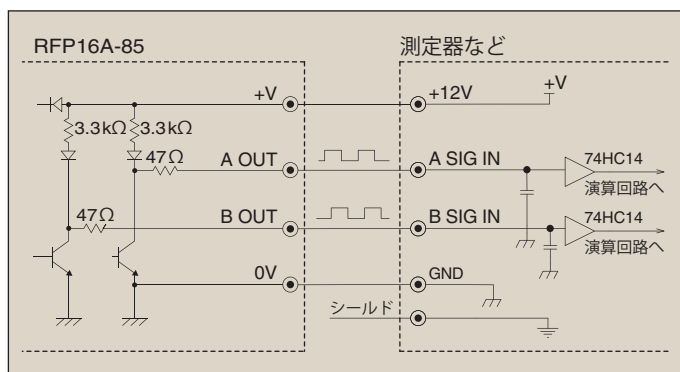 RFP16A-85
測定器など
+V
+12V
+V
3.3kΩ
3.3kΩ
47Ω
A OUT
A SIG IN
74HC14
演算回路へ
47Ω
B OUT
B SIG IN
74HC14
演算回路へ
0V
GND
シールド